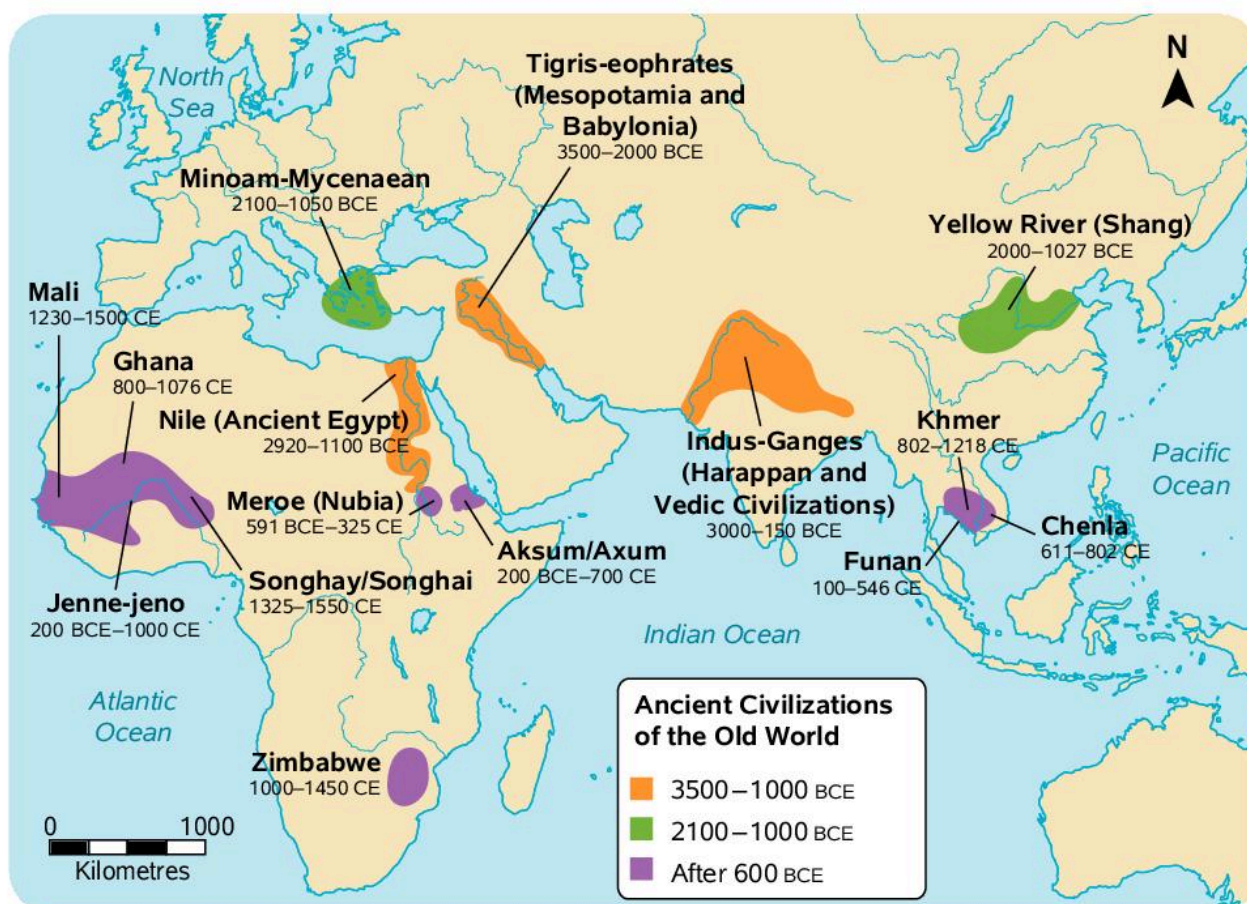 North
Sea
Tigris-eophrates
(Mesopotamia and
Babylonia)
3500–2000 BCE
N
Minoam-Mycenaean
2100–1050 BCE
Yellow River (Shang)
2000–1027 BCE
Mali
1230–1500 CE
Ghana
800–1076 CE
Nile (Ancient Egypt)
2920–1100 BCE
Meroe (Nubia)
591 BCE–325 CE
Aksum/Axum
200 BCE–700 CE
Songhay/Songhai
1325–1550 CE
Jenne-jeno
200 BCE–1000 CE
Indus-Ganges
(Harappan and
Vedic Civilizations)
3000–150 BCE
Khmer
802–1218 CE
Chenla
611–802 CE
Funan
100–546 CE
Pacific
Ocean
Indian Ocean
Atlantic
Ocean
Zimbabwe
1000–1450 CE
0 1000
Kilometres
Ancient Civilizations
of the Old World
3500–1000 BCE
2100–1000 BCE
After 600 BCE